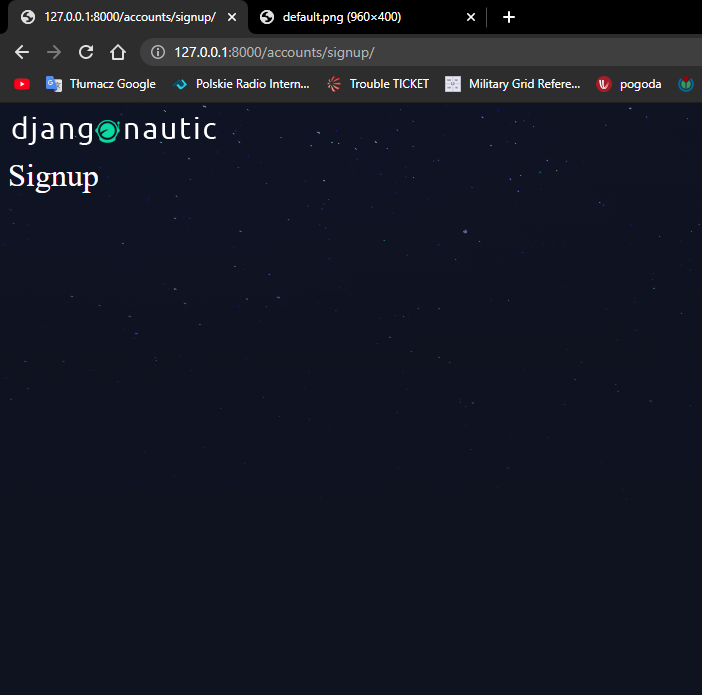 127.0.0.1:8000/accounts/signup/
default.png (960×400)
127.0.0.1:8000/accounts/signup/
Tłumacz Google
Polskie Radio Intern...
Trouble TICKET
Military Grid Refere...
pogoda
djangonautic
Signup